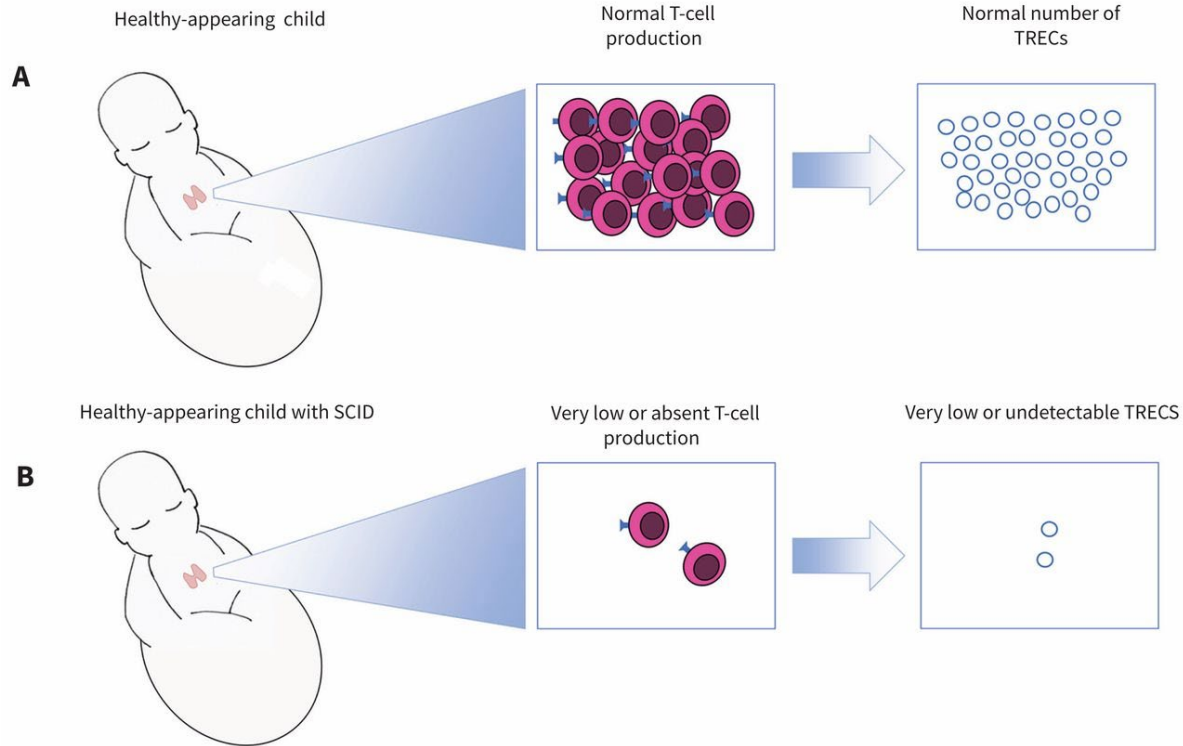 Healthy-appearing child
Normal T-cell
production
Normal number of
TRECs
A
Healthy-appearing child with SCID
Very low or absent T-cell
production
Very low or undetectable TRECS
B